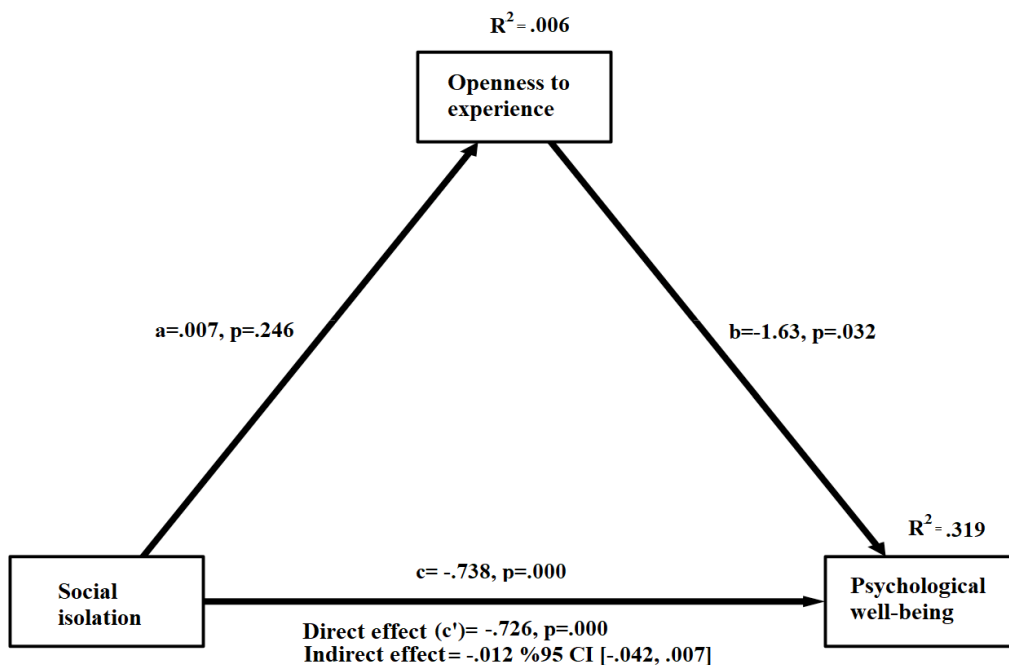 R² = .006
Openness to
experience
a=.007, p=.246
b=-1.63, p=.032
R² = .319
Social
isolation
c= -.738, p=.000
Psychological
well-being
Direct effect (c')= -.726, p=.000
Indirect effect= -.012 %95 CI [-.042, .007]